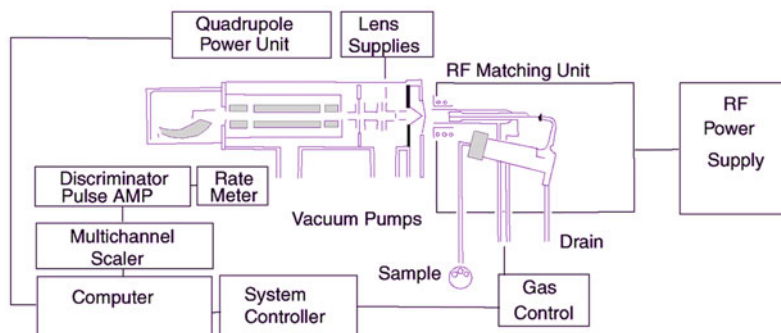 Quadrupole
Power Unit
Lens
Supplies
RF Matching Unit
RF
Power
Supply
Discriminator
Pulse AMP
Rate
Meter
Vacuum Pumps
Multichannel
Scaler
Drain
Sample
Computer
System
Controller
Gas
Control